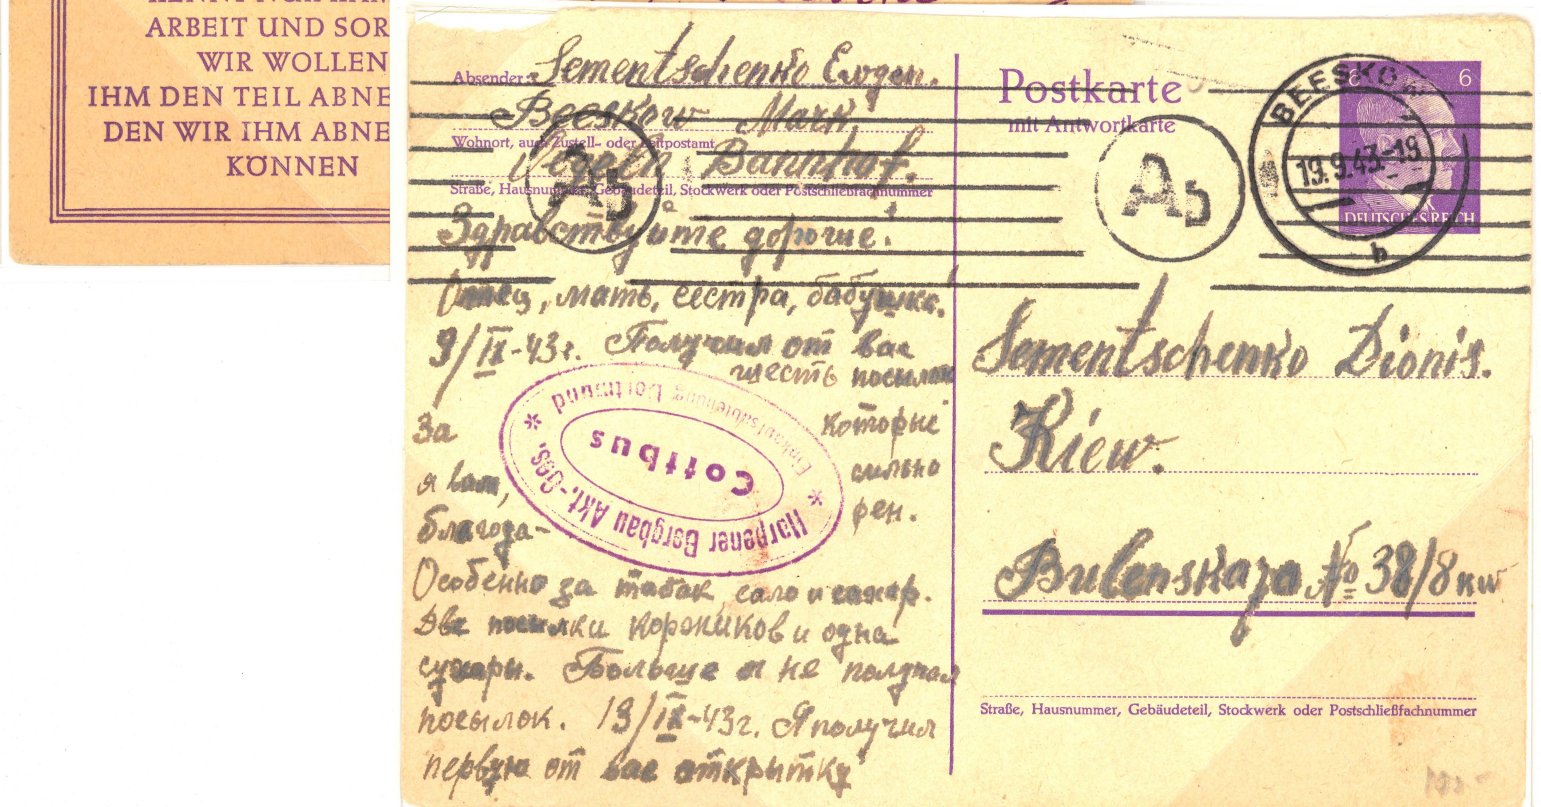 ARBEIT UND SOR
WIR WOLLEN
IHM DEN TEIL ABNE
DEN WIR IHM ABNE
KÖNNEN
Absender: Sementschenko Ewgen.
Beeskow Mark,
Wohnort, auch Zustell- oder Leitpostamt
Bannhof.
Straße, Hausnummer, Gebäudeteil, Stockwerk oder Postschließfachnummer
Здравствуйте дорогие.
Отец, мать, сестра, бабушка.
9/IX-43г. Получил от вас
шесть посылок
За которые
я вам, сильно
благода- рен.
Особенно за табак, сало и сахар.
Две посылки коржиков и одна
сухари. Больше я не получал
посылок. 13/IX-43г. Я получил
первую от вас открытку
Harpener Bergbau Akt.-Ges.
Einkaufsabteilung Dortmund
Cottbus
Postkarte
mit Antwortkarte
Ab
Ab
BEESKOW
19.9.43.-18
b
6
6
DEUTSCHES REICH
Sementschenko Dionis.
Kiew.
Bulenskaja № 38/8 kw
Straße, Hausnummer, Gebäudeteil, Stockwerk oder Postschließfachnummer